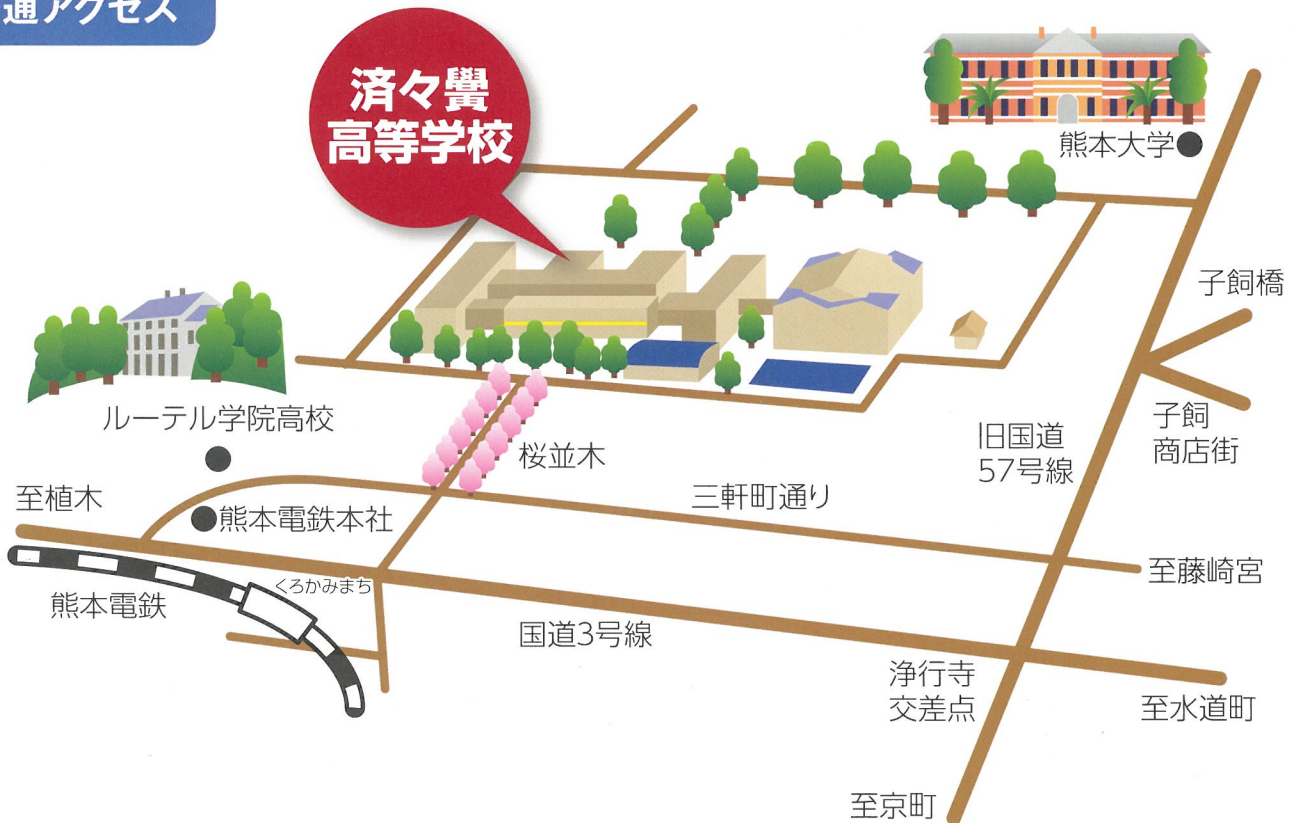 通アクセス
済々黌
高等学校
熊本大学
子飼橋
ルーテル学院高校
子飼
商店街
旧国道
57号線
桜並木
至植木
三軒町通り
熊本電鉄本社
至藤崎宮
くろかみまち
熊本電鉄
国道3号線
浄行寺
交差点
至水道町
至京町